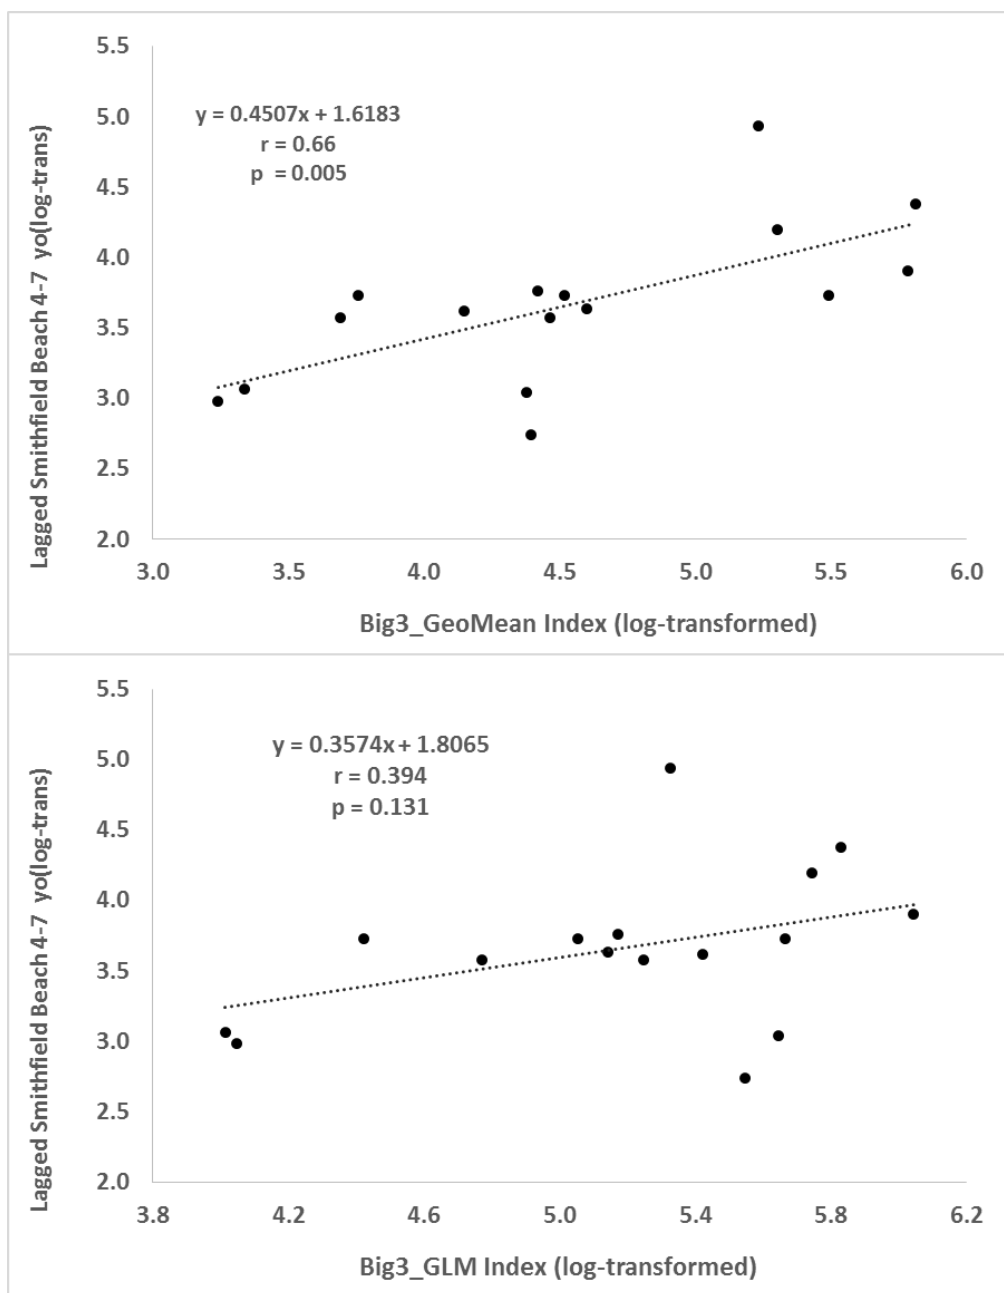 5.5
5.0
4.5
4.0
3.5
3.0
2.5
2.0
Lagged Smithfield Beach 4-7 yo(log-trans)
y = 0.4507x + 1.6183
r = 0.66
p = 0.005
3.0 3.5 4.0 4.5 5.0 5.5 6.0
Big3_GeoMean Index (log-transformed)
5.5
5.0
4.5
4.0
3.5
3.0
2.5
2.0
Lagged Smithfield Beach 4-7 yo(log-trans)
y = 0.3574x + 1.8065
r = 0.394
p = 0.131
3.8 4.2 4.6 5.0 5.4 5.8 6.2
Big3_GLM Index (log-transformed)